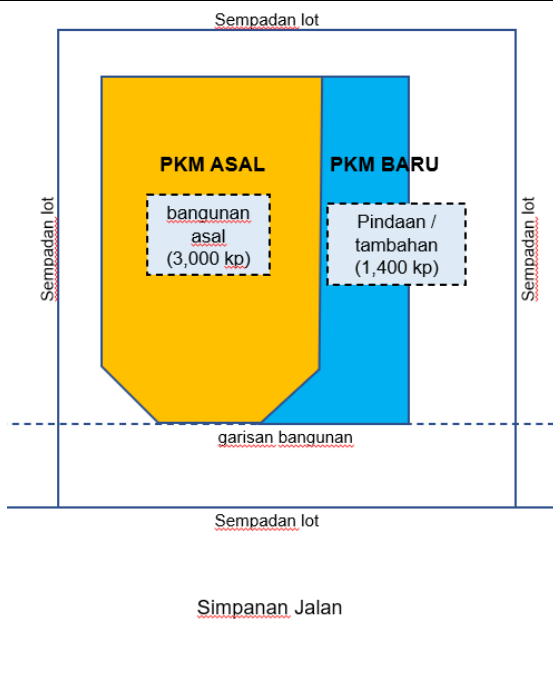 Sempadan lot
PKM ASAL
PKM BARU
bangunan
asal
(3,000 kp)
Pindaan /
tambahan
(1,400 kp)
Sempadan lot
Sempadan lot
garisan bangunan
Sempadan lot
Simpanan Jalan